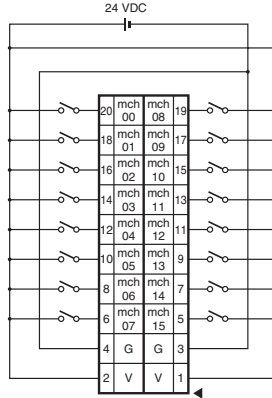 24 VDC
20 mch 00 mch 08 19
18 mch 01 mch 09 17
16 mch 02 mch 10 15
14 mch 03 mch 11 13
12 mch 04 mch 12 11
10 mch 05 mch 13 9
8 mch 06 mch 14 7
6 mch 07 mch 15 5
4 G G 3
2 V V 1